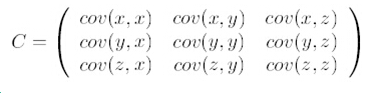 cov(x, x) cov(x, y) cov(x, z)
C = ( cov(y, x) cov(y, y) cov(y, z) )
cov(z, x) cov(z, y) cov(z, z)